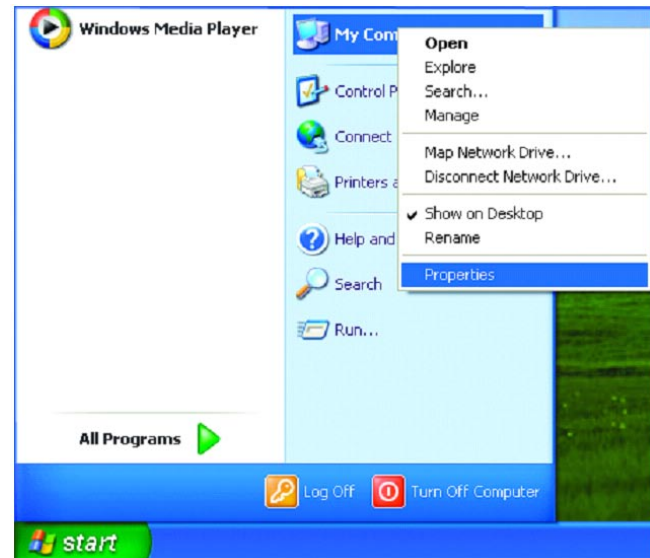 Windows Media Player
My Com
Control P
Connect
Printers a
Help and
Search
Run...
Open
Explore
Search...
Manage
Map Network Drive...
Disconnect Network Drive...
Show on Desktop
Rename
Properties
All Programs
Log Off
Turn Off Computer
start